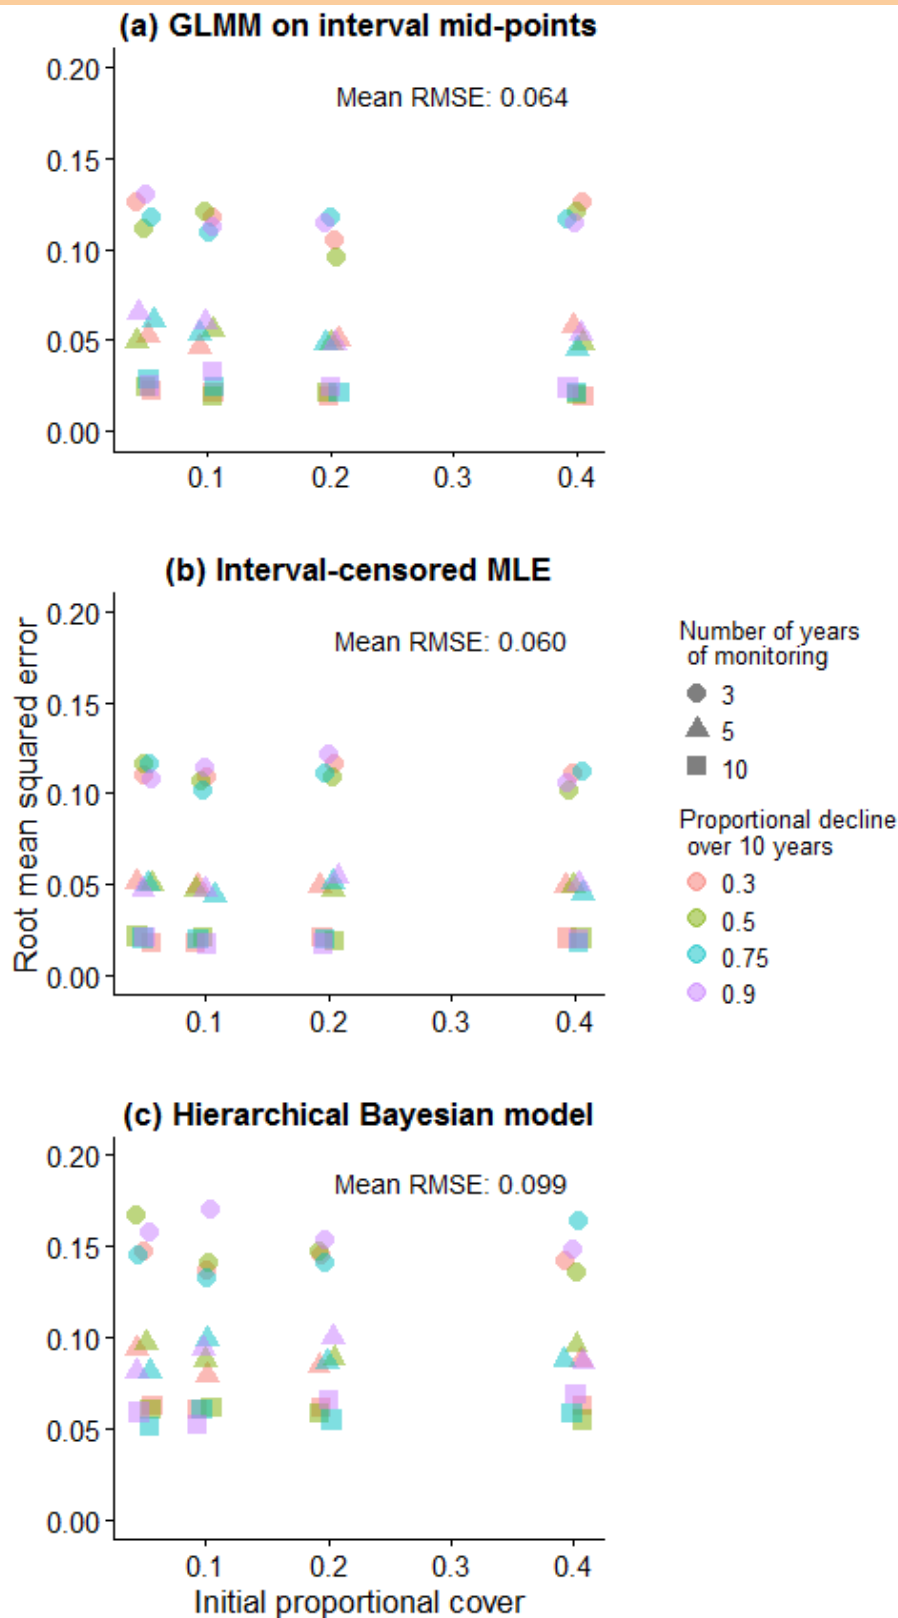 (a) GLMM on interval mid-points
Mean RMSE: 0.064
0.20
0.15
0.10
0.05
0.00
0.1 0.2 0.3 0.4
(b) Interval-censored MLE
Mean RMSE: 0.060
Root mean squared error
0.20
0.15
0.10
0.05
0.00
0.1 0.2 0.3 0.4
Number of years
of monitoring
3
5
10
Proportional decline
over 10 years
0.3
0.5
0.75
0.9
(c) Hierarchical Bayesian model
Mean RMSE: 0.099
0.20
0.15
0.10
0.05
0.00
0.1 0.2 0.3 0.4
Initial proportional cover